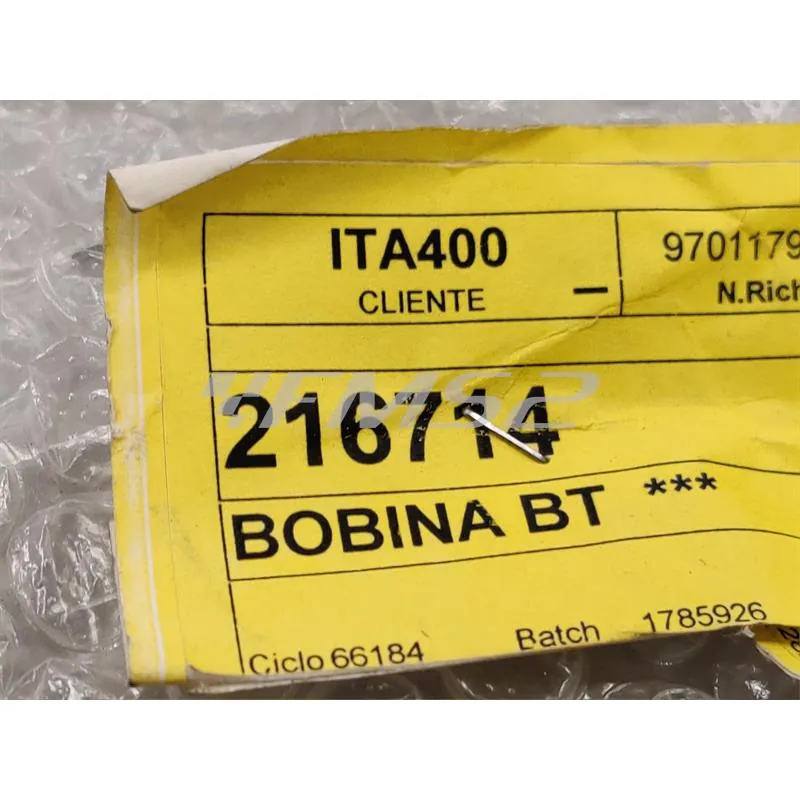 ITA400
CLIENTE –
9701179
N.Rich
216714
BOBINA BT ***
Ciclo 66184 Batch 1785926